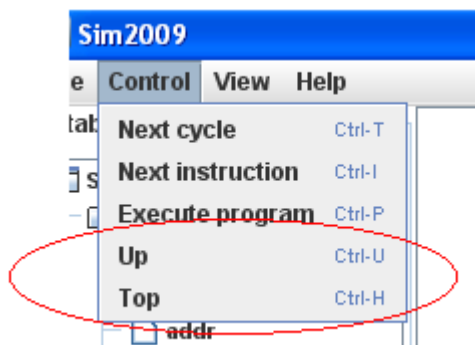 Sim2009
e Control View Help
tab
Next cycle Ctrl-T
S
Next instruction Ctrl-I
Execute program Ctrl-P
Up Ctrl-U
Top Ctrl-H
addr